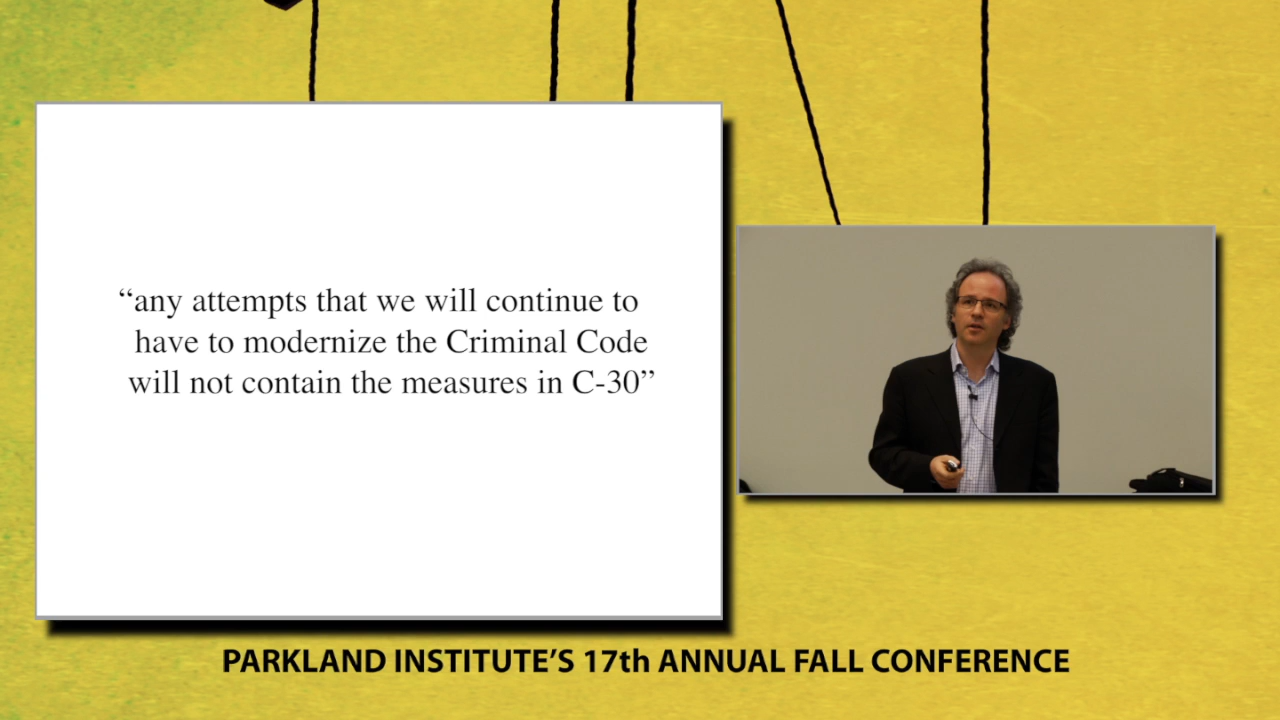 “any attempts that we will continue to
have to modernize the Criminal Code
will not contain the measures in C-30”
PARKLAND INSTITUTE’S 17th ANNUAL FALL CONFERENCE